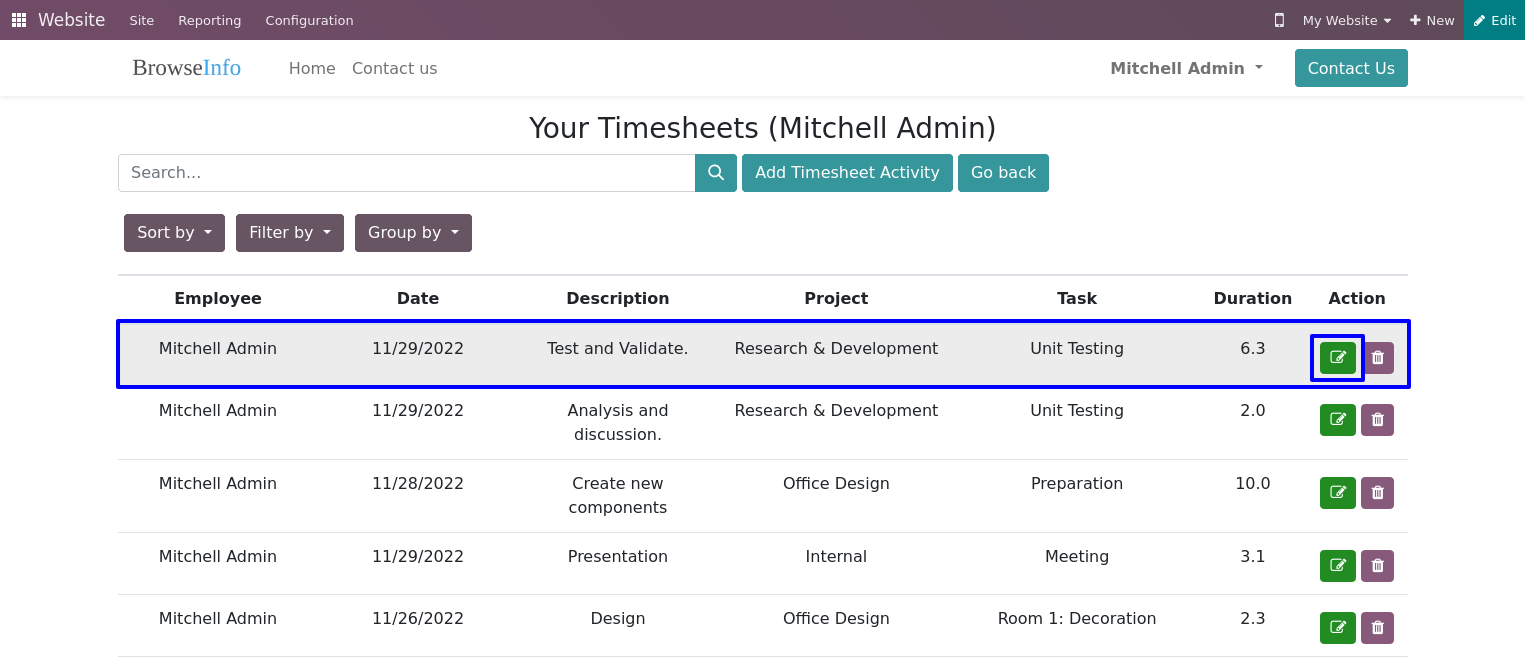 Website Site Reporting Configuration My Website New Edit
BrowseInfo Home Contact us Mitchell Admin Contact Us
Your Timesheets (Mitchell Admin)
Search... Add Timesheet Activity Go back
Sort by Filter by Group by
Employee Date Description Project Task Duration Action
Mitchell Admin 11/29/2022 Test and Validate. Research & Development Unit Testing 6.3
Mitchell Admin 11/29/2022 Analysis and Research & Development Unit Testing 2.0
discussion.
Mitchell Admin 11/28/2022 Create new Office Design Preparation 10.0
components
Mitchell Admin 11/29/2022 Presentation Internal Meeting 3.1
Mitchell Admin 11/26/2022 Design Office Design Room 1: Decoration 2.3